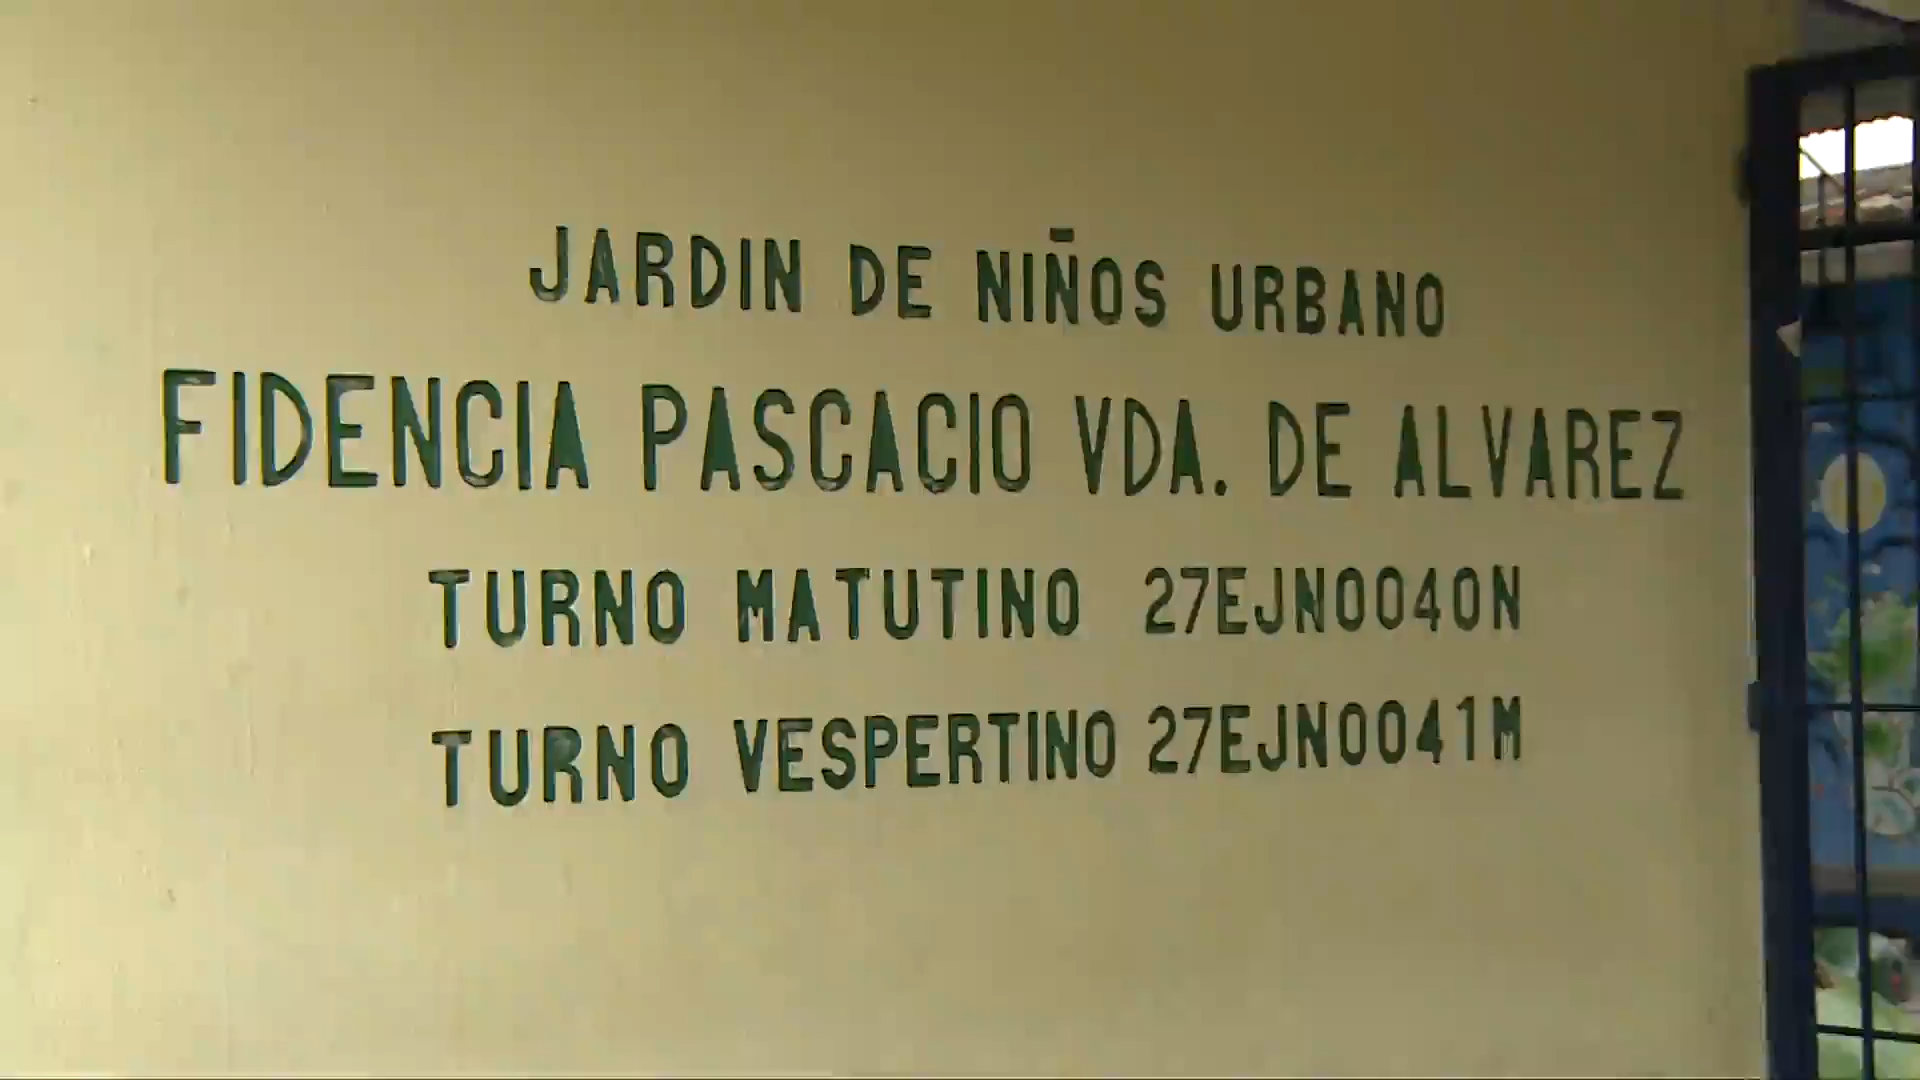 JARDIN DE NIÑOS URBANO
FIDENCIA PASCACIO VDA. DE ALVAREZ
TURNO MATUTINO 27EJN0040N
TURNO VESPERTINO 27EJN0041M